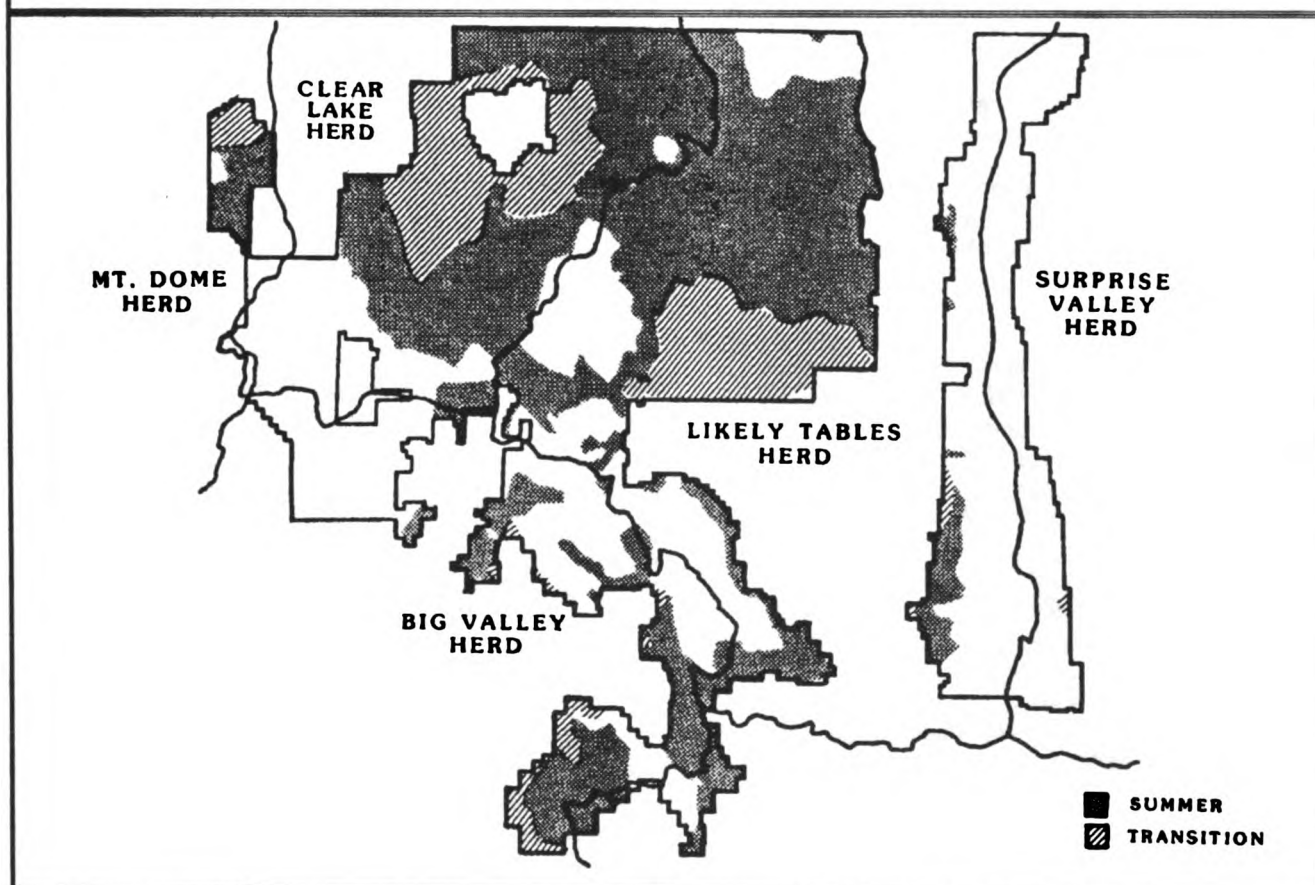 CLEAR
LAKE
HERD
MT. DOME
HERD
SURPRISE
VALLEY
HERD
LIKELY TABLES
HERD
BIG VALLEY
HERD
SUMMER
TRANSITION